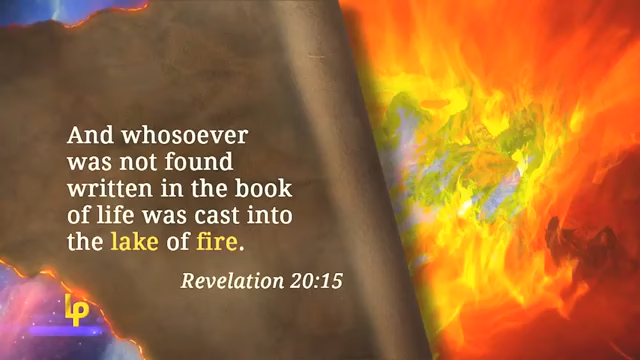 And whosoever
was not found
written in the book
of life was cast into
the lake of fire.
Revelation 20:15
LP